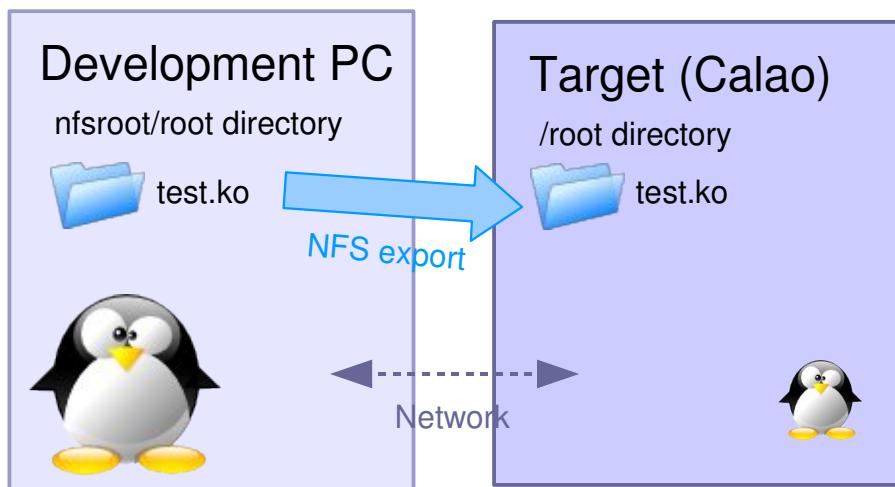 Development PC
nfsroot/root directory
test.ko
NFS export
Target (Calao)
/root directory
test.ko
Network